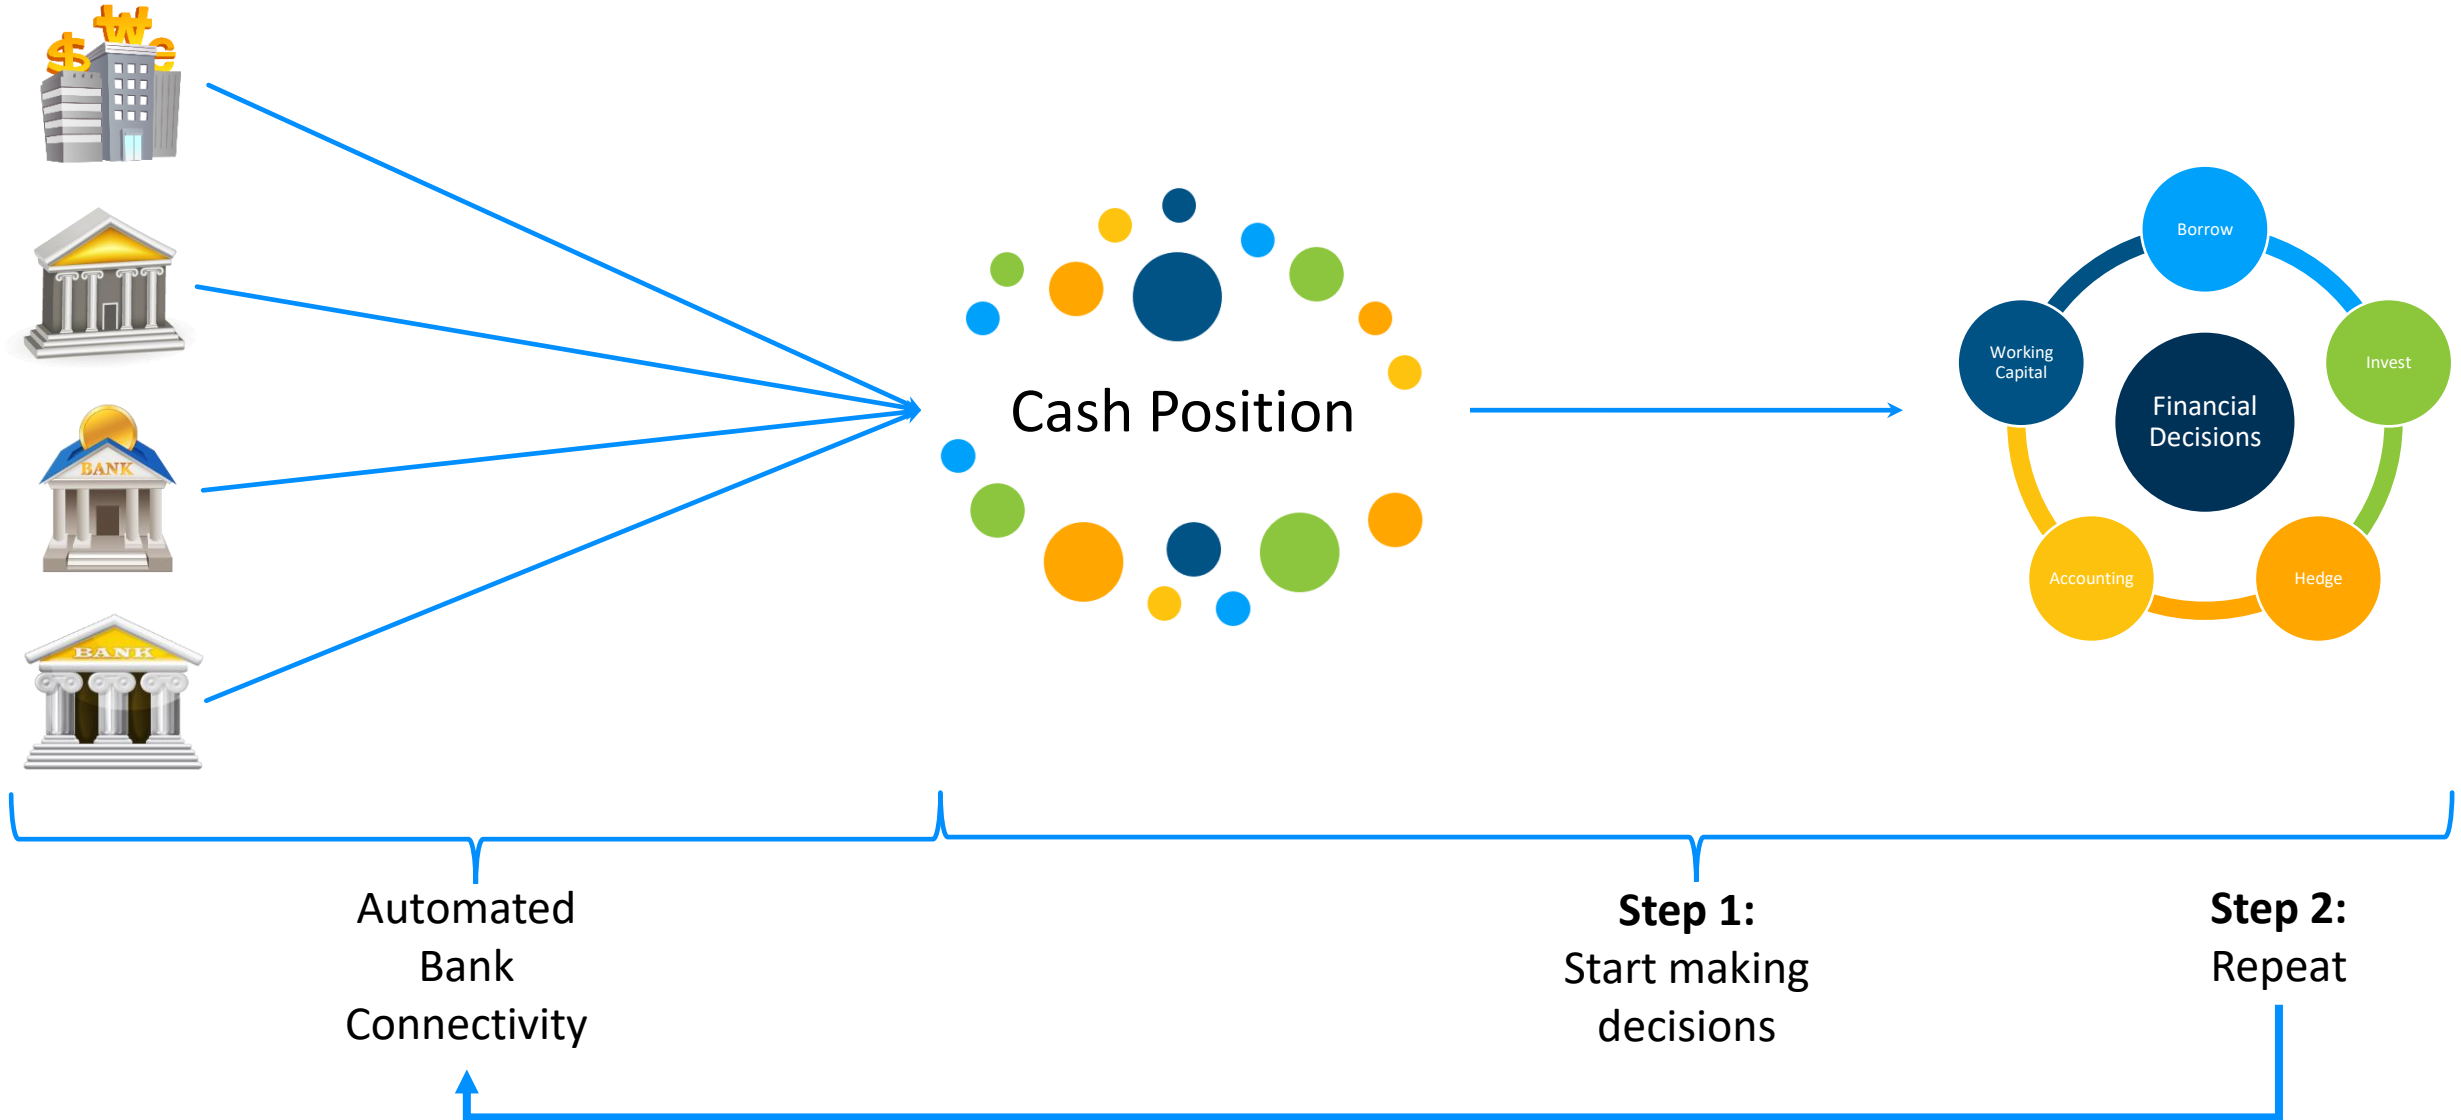 $ ₩ €
BANK
BANK
Cash Position
Borrow
Invest
Hedge
Accounting
Working
Capital
Financial
Decisions
Automated
Bank
Connectivity
Step 1:
Start making
decisions
Step 2:
Repeat